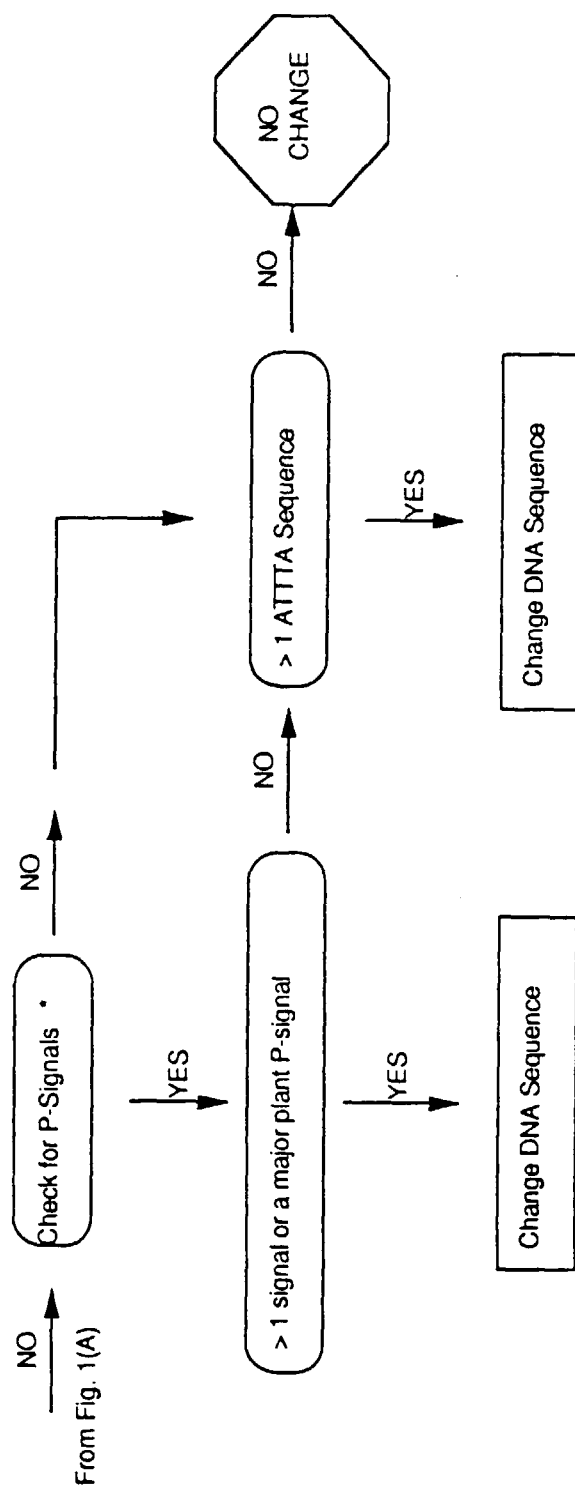 NO
From Fig. 1(A)
Check for P-Signals *
NO
YES
> 1 signal or a major plant P-signal
NO
> 1 ATTTA Sequence
NO
NO
CHANGE
YES
Change DNA Sequence
YES
Change DNA Sequence